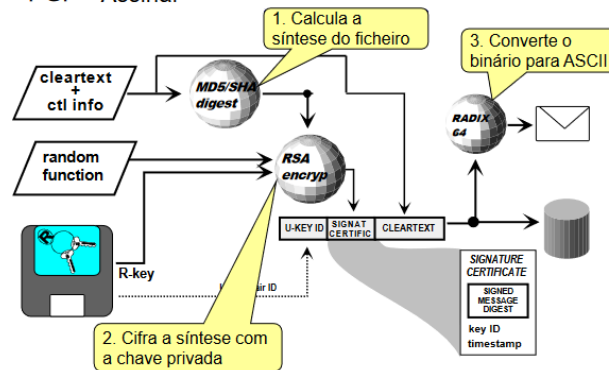 1. Calcula a
síntese do ficheiro
3. Converte o
binário para ASCII
cleartext
+
ctl info
MD5/SHA
digest
RADIX
64
random
function
RSA
encryp
U-KEY ID
SIGNAT
CERTIFIC
CLEARTEXT
R
R-key
air ID
SIGNATURE
CERTIFICATE
SIGNED
MESSAGE
DIGEST
key ID
timestamp
2. Cifra a síntese com
a chave privada